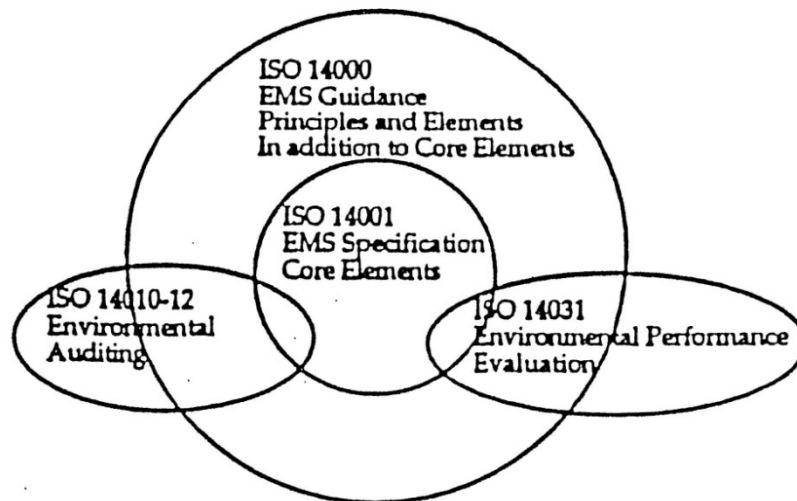 ISO 14000
EMS Guidance
Principles and Elements
In addition to Core Elements
ISO 14001
EMS Specification
Core Elements
ISO 14010-12
Environmental
Auditing
ISO 14031
Environmental Performance
Evaluation